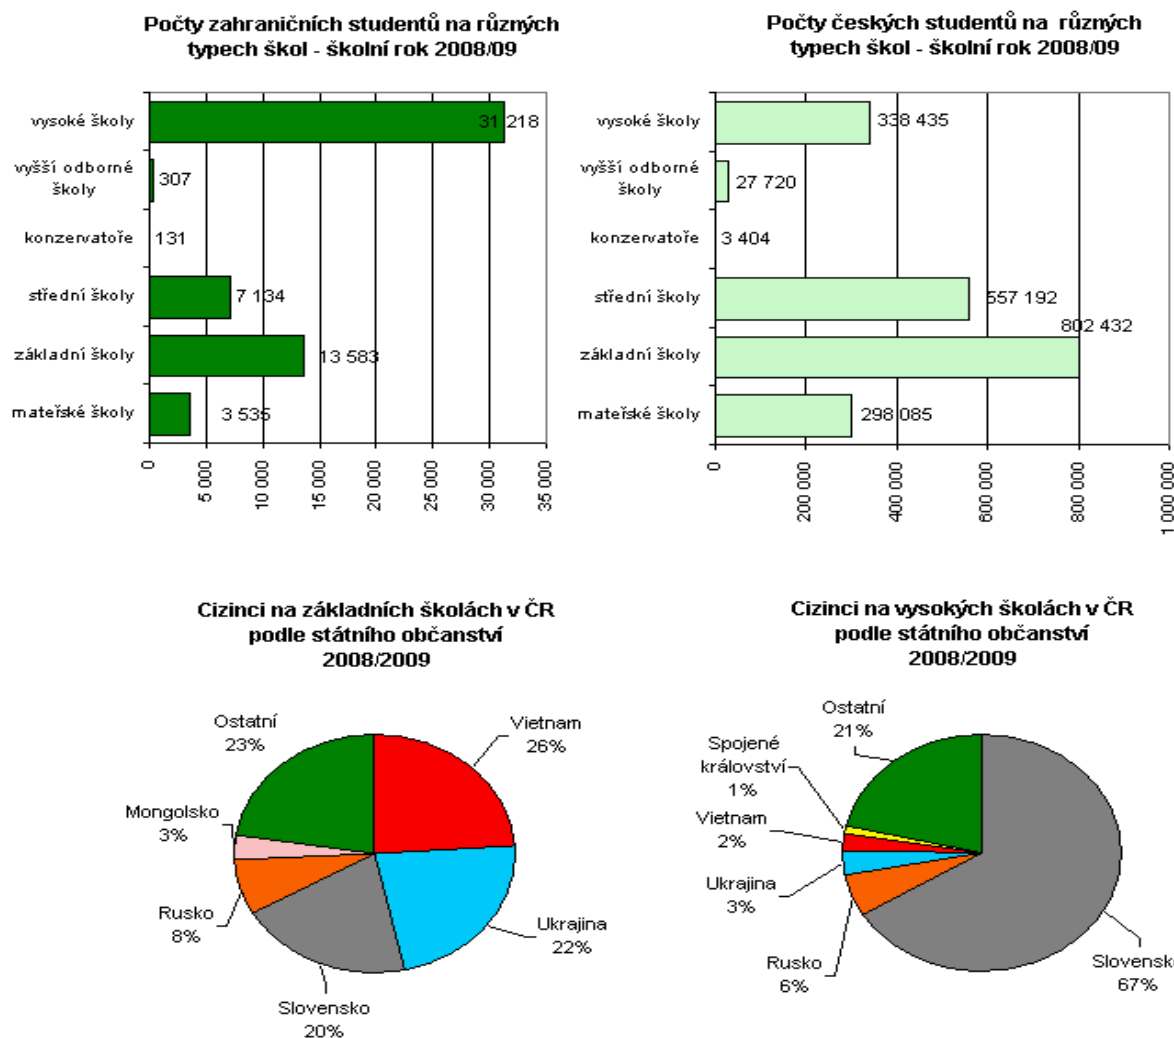 Počty zahraničních studentů na různých
typech škol - školní rok 2008/09
vysoké školy
31 218
vyšší odborné
školy
307
konzervatoře
131
střední školy
7 134
základní školy
13 583
mateřské školy
3 535
0
5 000
10 000
15 000
20 000
25 000
30 000
35 000
Počty českých studentů na různých
typech škol - školní rok 2008/09
vysoké školy
338 435
vyšší odborné
školy
27 720
konzervatoře
3 404
střední školy
557 192
802 432
základní školy
mateřské školy
298 085
0
200 000
400 000
600 000
800 000
1 000 000
Cizinci na základních školách v ČR
podle státního občanství
2008/2009
Ostatní
23%
Vietnam
26%
Mongolsko
3%
Rusko
8%
Ukrajina
22%
Slovensko
20%
Cizinci na vysokých školách v ČR
podle státního občanství
2008/2009
Ostatní
21%
Spojené
království
1%
Vietnam
2%
Ukrajina
3%
Rusko
6%
Slovensk
67%